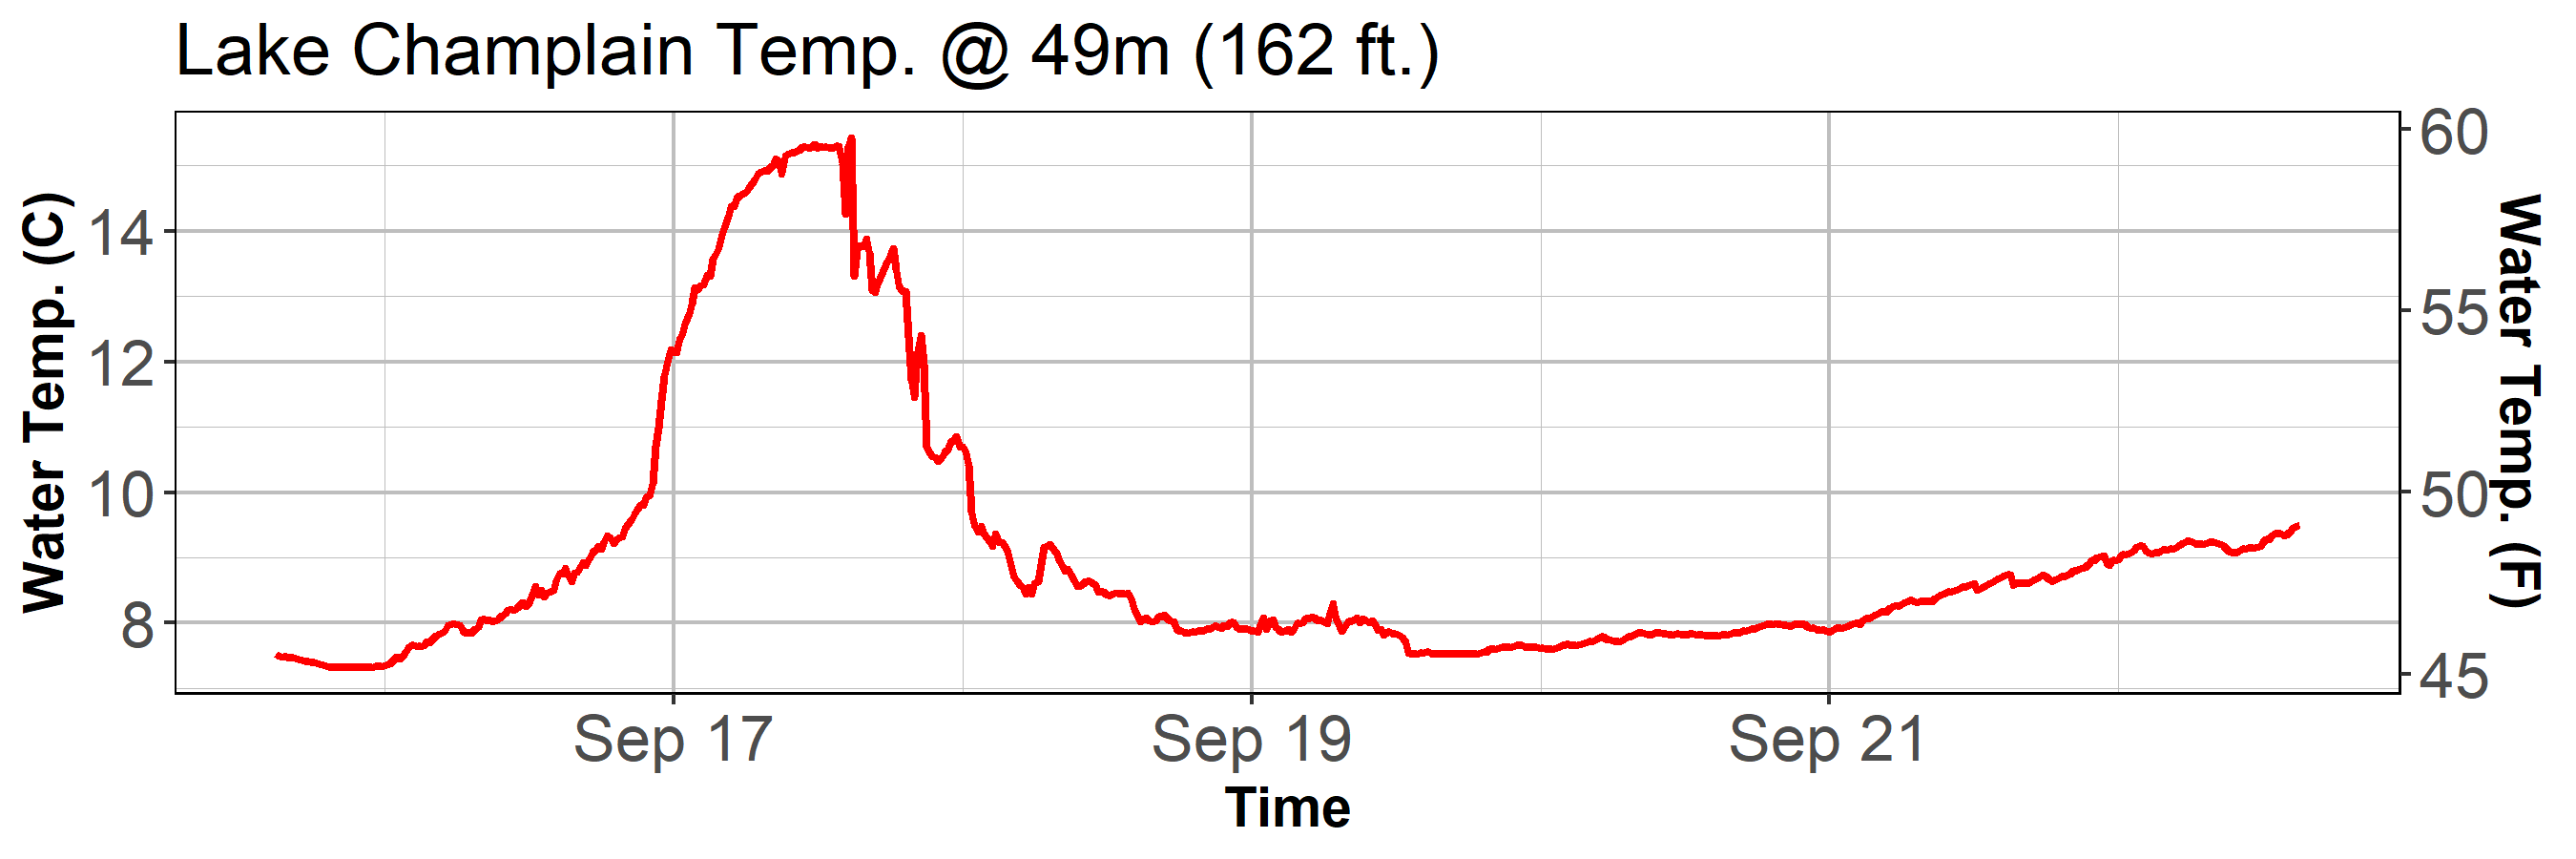 Lake Champlain Temp. @ 49m (162 ft.)
Water Temp. (C)
14
12
10
8
60
55
50
45
Water Temp. (F)
Sep 17
Sep 19
Sep 21
Time